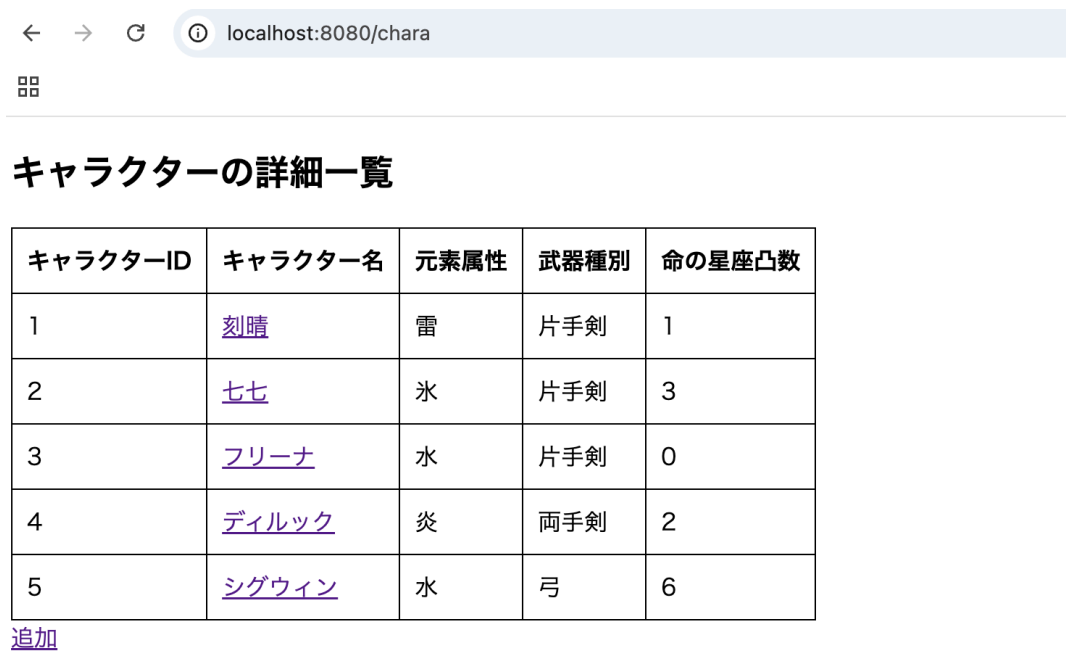 localhost:8080/chara
キャラクターの詳細一覧
キャラクターID キャラクター名 元素属性 武器種別 命の星座凸数
1 刻晴 雷 片手剣 1
2 七七 氷 片手剣 3
3 フリーナ 水 片手剣 0
4 ディルック 炎 両手剣 2
5 シグウィン 水 弓 6
追加